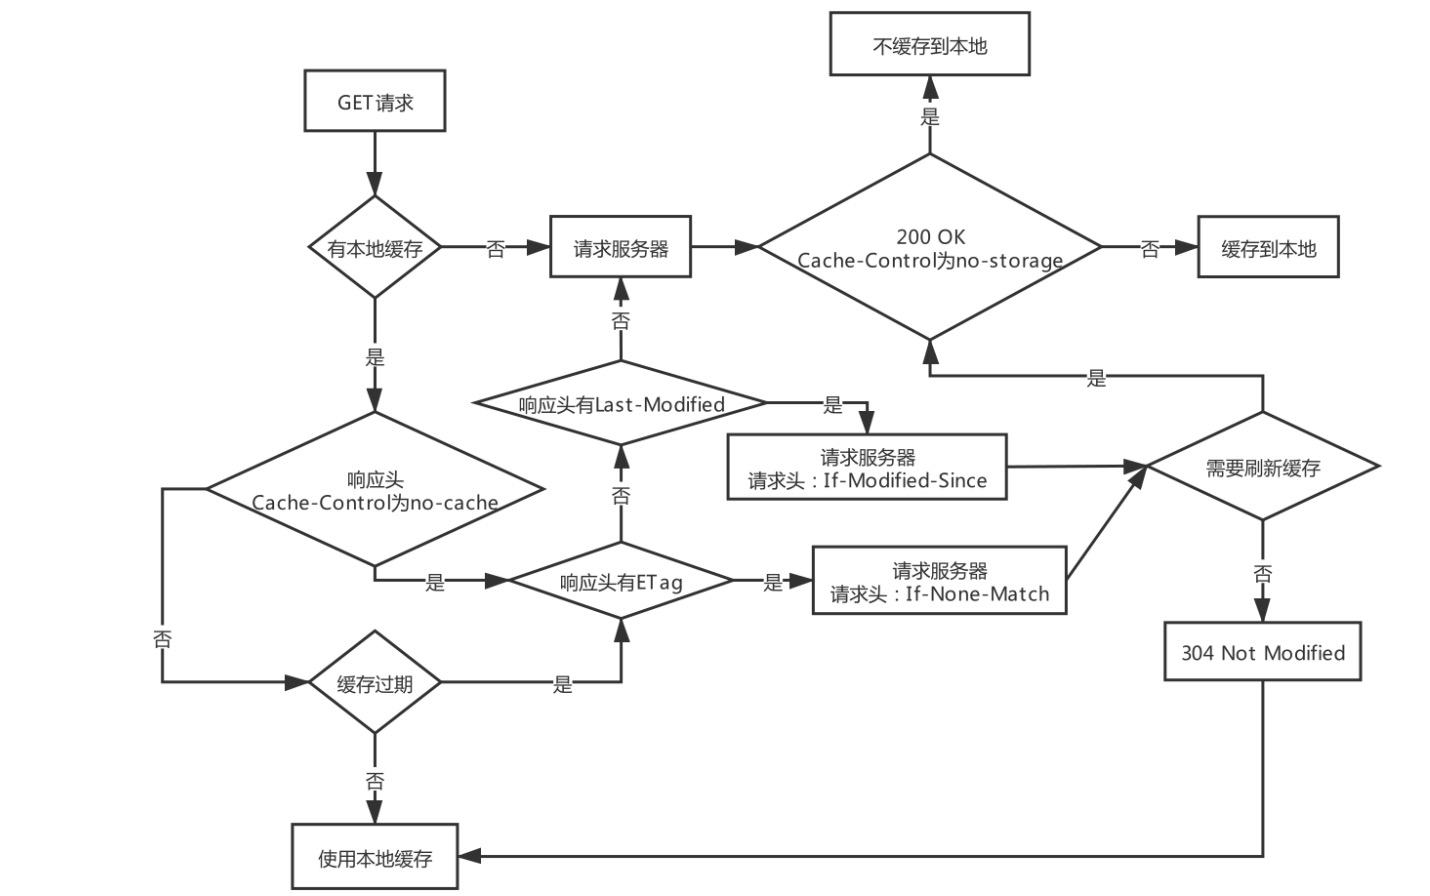 不缓存到本地
GET请求
是
有本地缓存
否
请求服务器
200 OK
Cache-Control为no-storage
否
缓存到本地
否
是
是
响应头有Last-Modified
是
请求服务器
请求头：If-Modified-Since
需要刷新缓存
响应头
Cache-Control为no-cache
否
是
响应头有ETag
是
请求服务器
请求头：If-None-Match
否
否
304 Not Modified
缓存过期
是
否
使用本地缓存